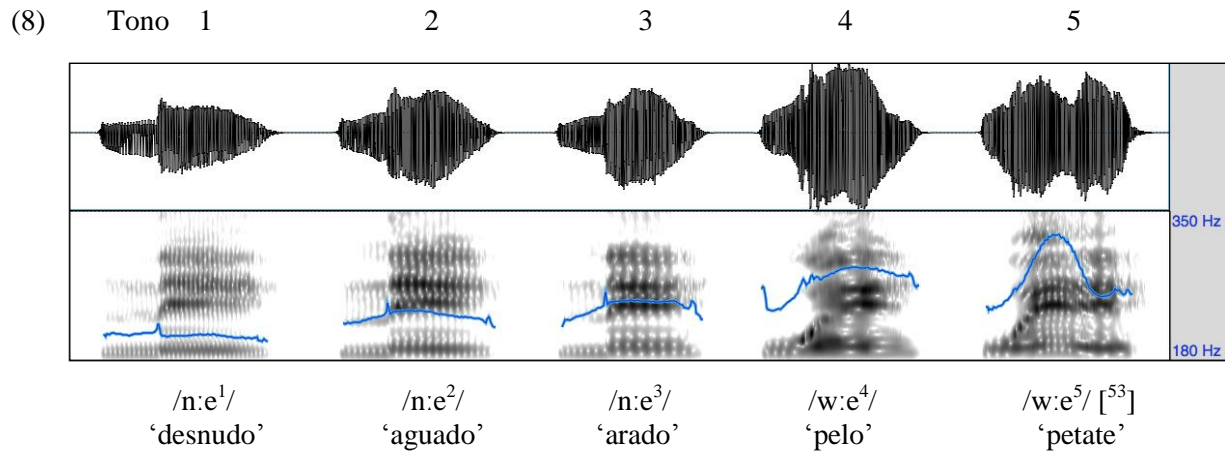 (8) Tono 1 2 3 4 5
350 Hz
180 Hz
/n:e¹/ /n:e²/ /n:e³/ /w:e⁴/ /w:e⁵/ [⁵³]
‘desnudo’ ‘aguado’ ‘arado’ ‘pelo’ ‘petate’